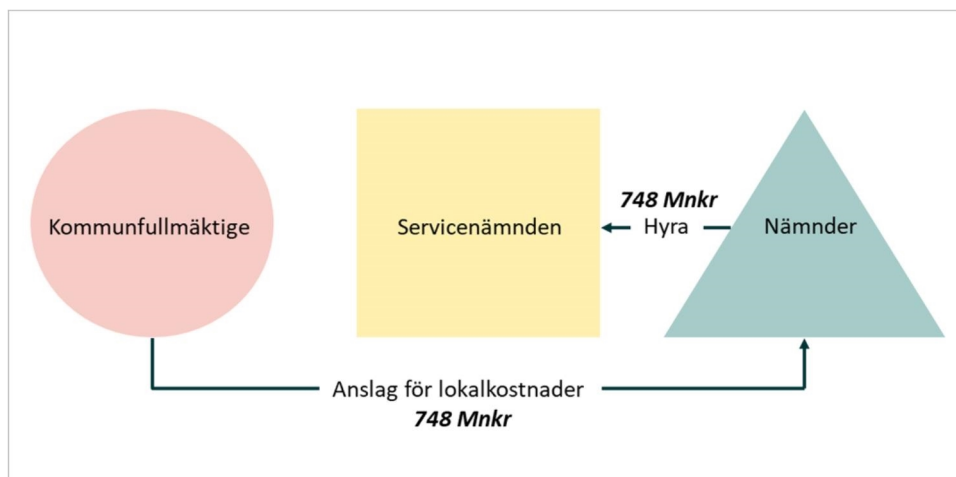 Kommunfullmäktige
Servicenämnden
748 Mnkr
Hyra
Nämnder
Anslag för lokalkostnader
748 Mnkr